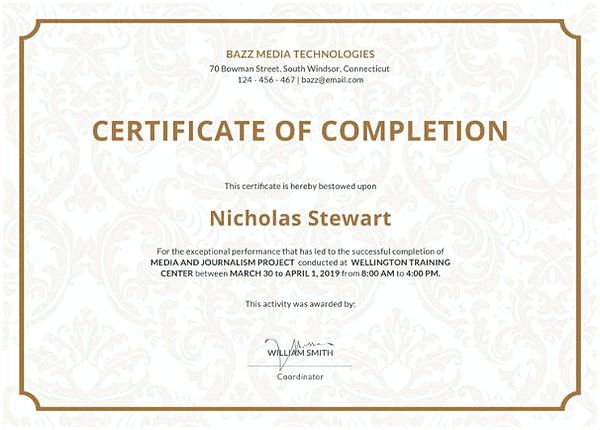 BAZZ MEDIA TECHNOLOGIES
70 Bowman Street, South Windsor, Connecticut
124 - 456 - 467 | bazz@email.com
CERTIFICATE OF COMPLETION
This certificate is hereby bestowed upon
Nicholas Stewart
For the exceptional performance that has led to the successful completion of
MEDIA AND JOURNALISM PROJECT conducted at WELLINGTON TRAINING
CENTER between MARCH 30 to APRIL 1, 2019 from 8:00 AM to 4:00 PM.
This activity was awarded by:
WILLIAM SMITH
Coordinator